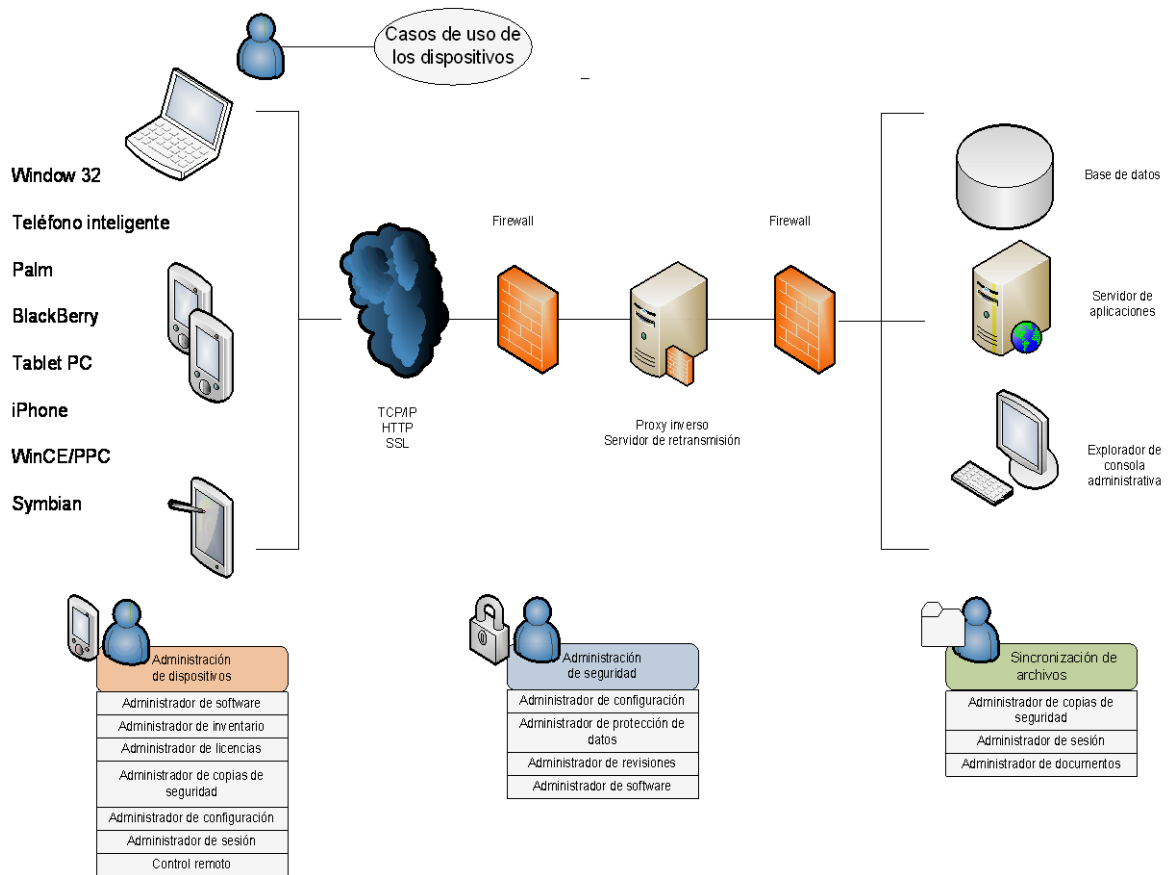 Casos de uso de
los dispositivos
Window 32
Teléfono inteligente
Palm
BlackBerry
Tablet PC
iPhone
WinCE/PPC
Symbian
TCP/IP
HTTP
SSL
Firewall
Proxy inverso
Servidor de retransmisión
Firewall
Base de datos
Servidor de
aplicaciones
Explorador de
consola
administrativa
Administración
de dispositivos
Administrador de software
Administrador de inventario
Administrador de licencias
Administrador de copias de
seguridad
Administrador de configuración
Administrador de sesión
Control remoto
Administración
de seguridad
Administrador de configuración
Administrador de protección de
datos
Administrador de revisiones
Administrador de software
Sincronización de
archivos
Administrador de copias de
seguridad
Administrador de sesión
Administrador de documentos